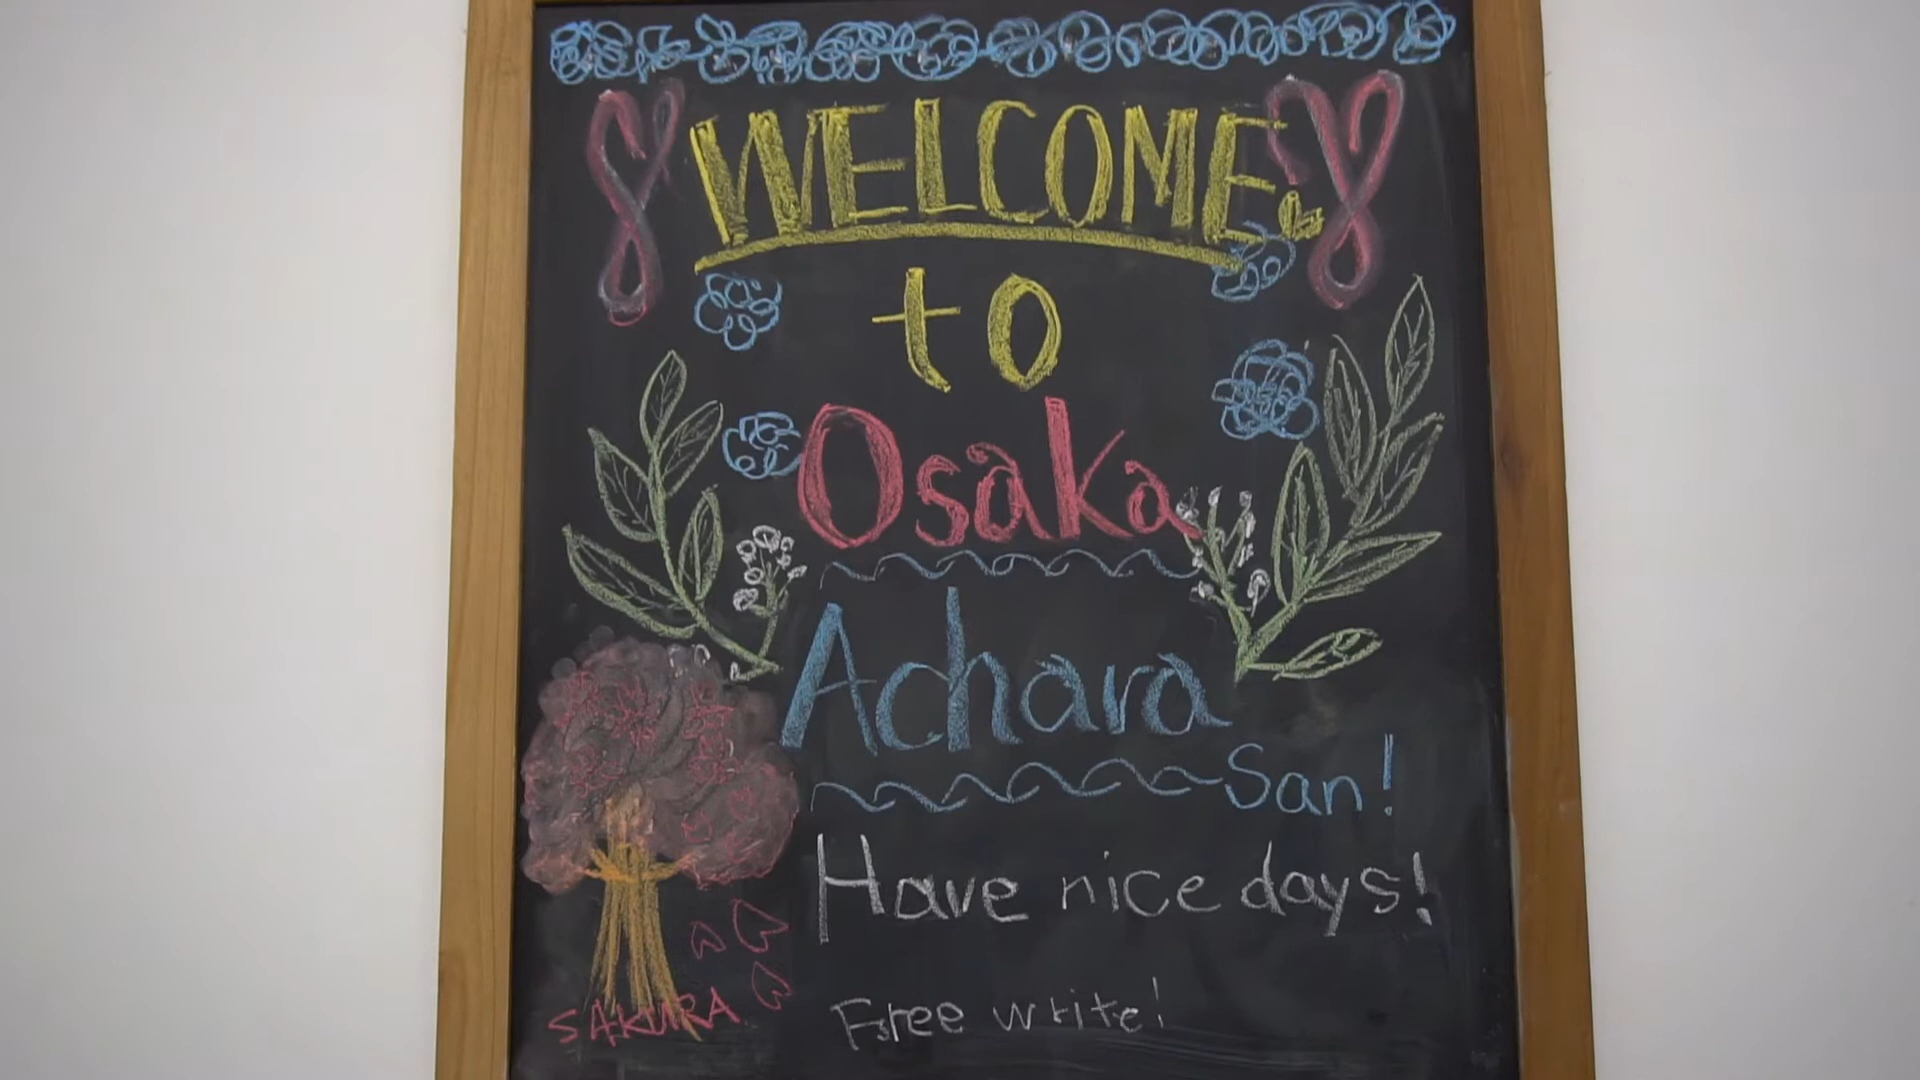 WELCOME
to
Osaka
Achara
San!
Have nice days!
SAKURA
Free write!